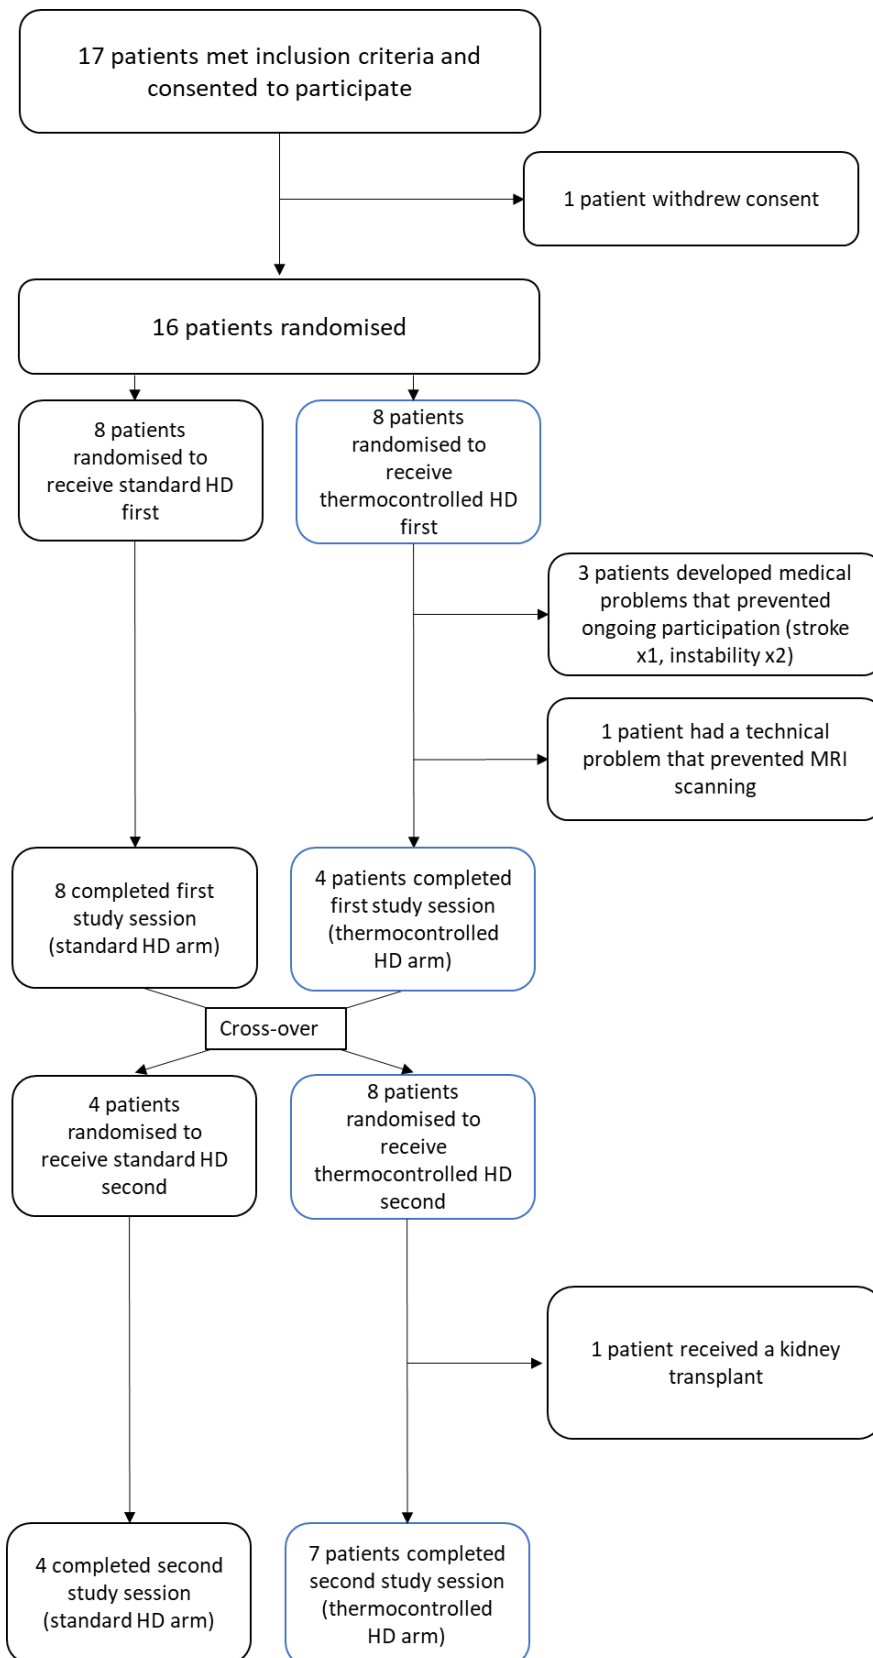 17 patients met inclusion criteria and
consented to participate
1 patient withdrew consent
16 patients randomised
8 patients
randomised to
receive standard HD
first
8 patients
randomised to
receive
thermocontrolled HD
first
3 patients developed medical
problems that prevented
ongoing participation (stroke
x1, instability x2)
1 patient had a technical
problem that prevented MRI
scanning
8 completed first
study session
(standard HD arm)
4 patients completed
first study session
(thermocontrolled
HD arm)
Cross-over
4 patients
randomised to
receive standard HD
second
8 patients
randomised to
receive
thermocontrolled HD
second
1 patient received a kidney
transplant
4 completed second
study session
(standard HD arm)
7 patients completed
second study session
(thermocontrolled
HD arm)